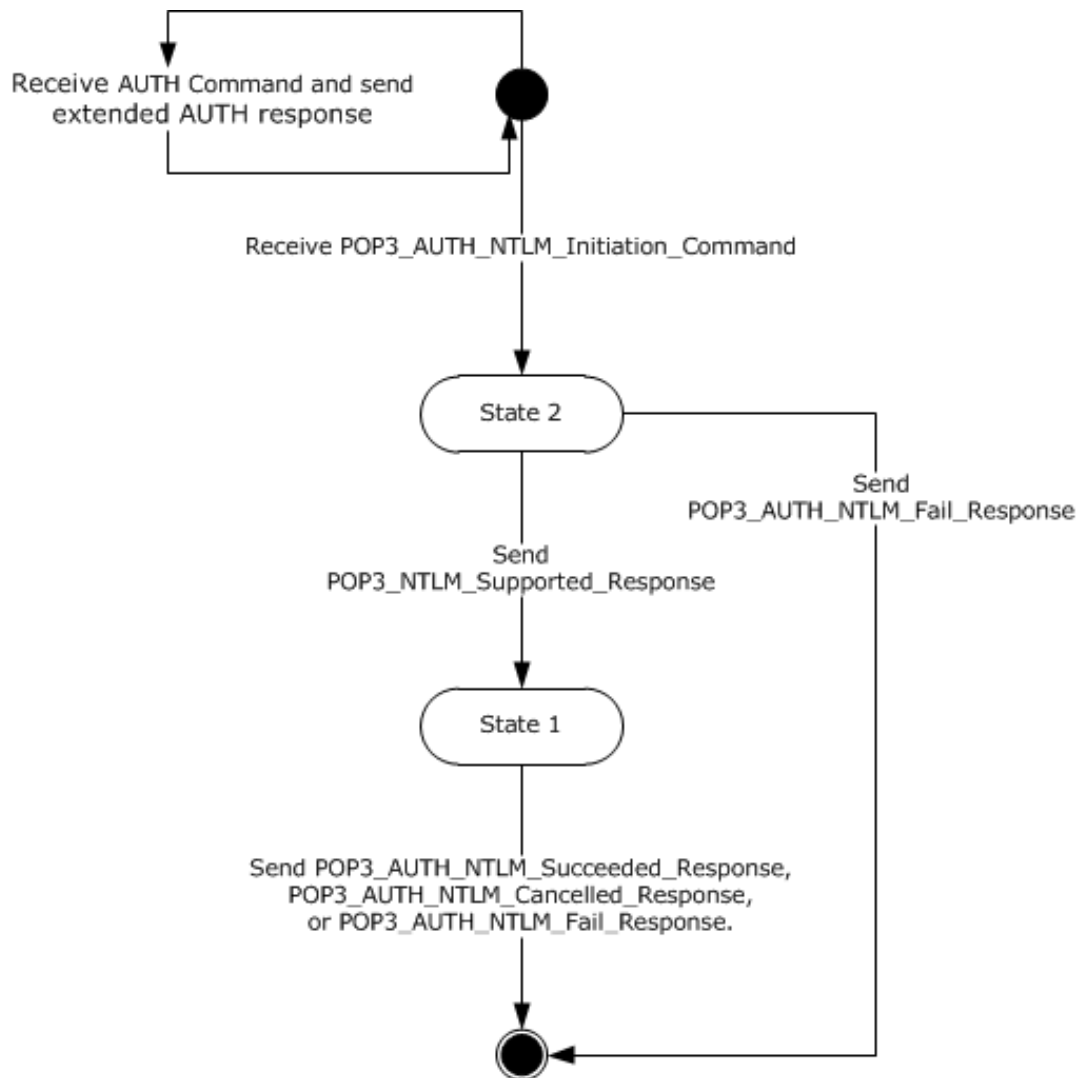 Receive AUTH Command and send
extended AUTH response
Receive POP3_AUTH_NTLM_Initiation_Command
State 2
Send
POP3_AUTH_NTLM_Fail_Response
Send
POP3_NTLM_Supported_Response
State 1
Send POP3_AUTH_NTLM_Succeeded_Response,
POP3_AUTH_NTLM_Cancelled_Response,
or POP3_AUTH_NTLM_Fail_Response.